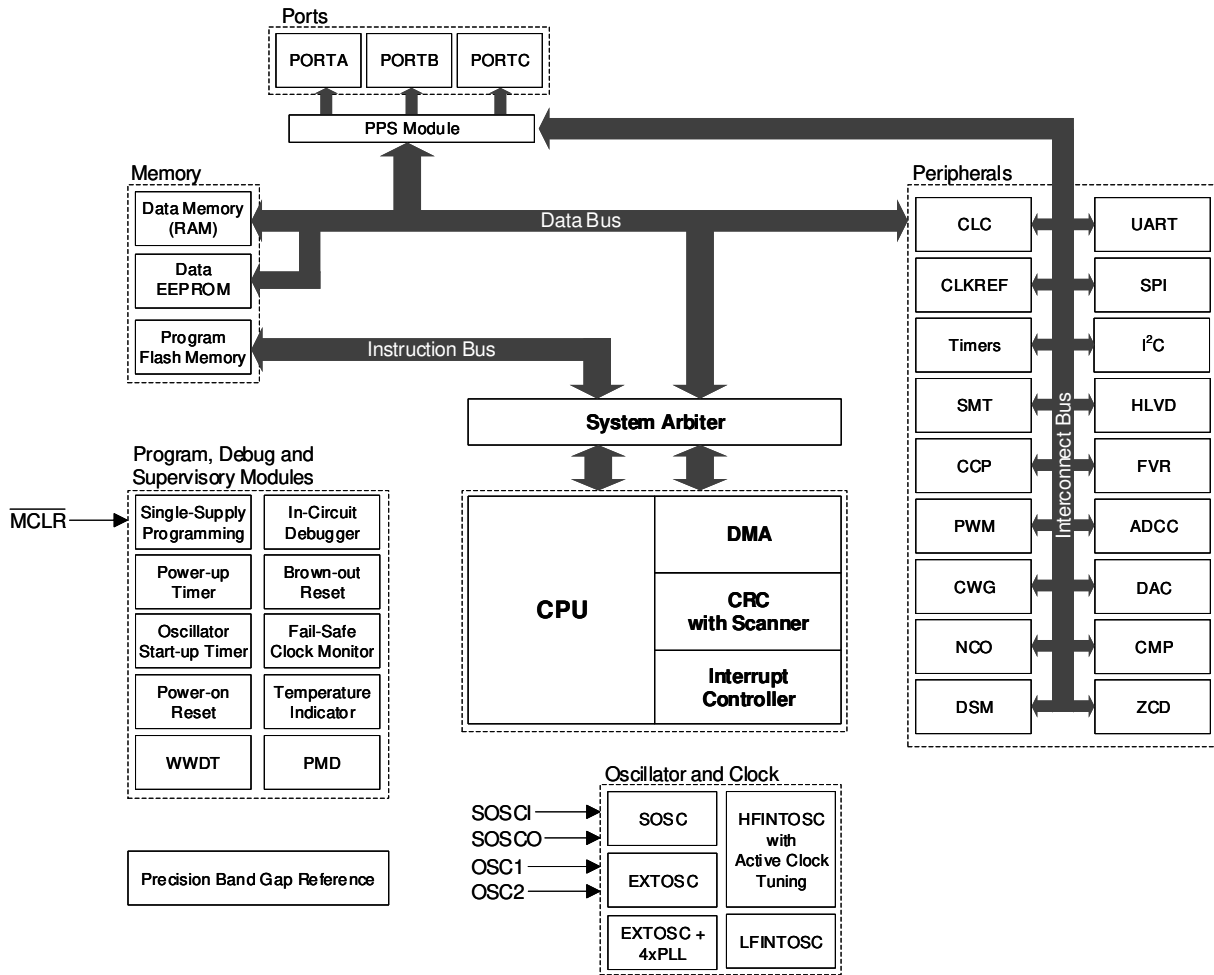 Ports
PORTA
PORTB
PORTC
PPS Module
Memory
Data Memory
(RAM)
Data
EEPROM
Program
Flash Memory
Data Bus
Instruction Bus
System Arbiter
CPU
DMA
CRC
with Scanner
Interrupt
Controller
Peripherals
CLC
UART
CLKREF
SPI
Timers
I²C
SMT
HLVD
CCP
FVR
PWM
ADCC
CWG
DAC
NCO
CMP
DSM
ZCD
Interconnect Bus
Program, Debug and
Supervisory Modules
MCLR
Single-Supply
Programming
In-Circuit
Debugger
Power-up
Timer
Brown-out
Reset
Oscillator
Start-up Timer
Fail-Safe
Clock Monitor
Power-on
Reset
Temperature
Indicator
WWDT
PMD
Precision Band Gap Reference
Oscillator and Clock
SOSCI
SOSCO
OSC1
OSC2
SOSC
EXTOSC
EXTOSC +
4xPLL
HFINTOSC
with
Active Clock
Tuning
LFINTOSC